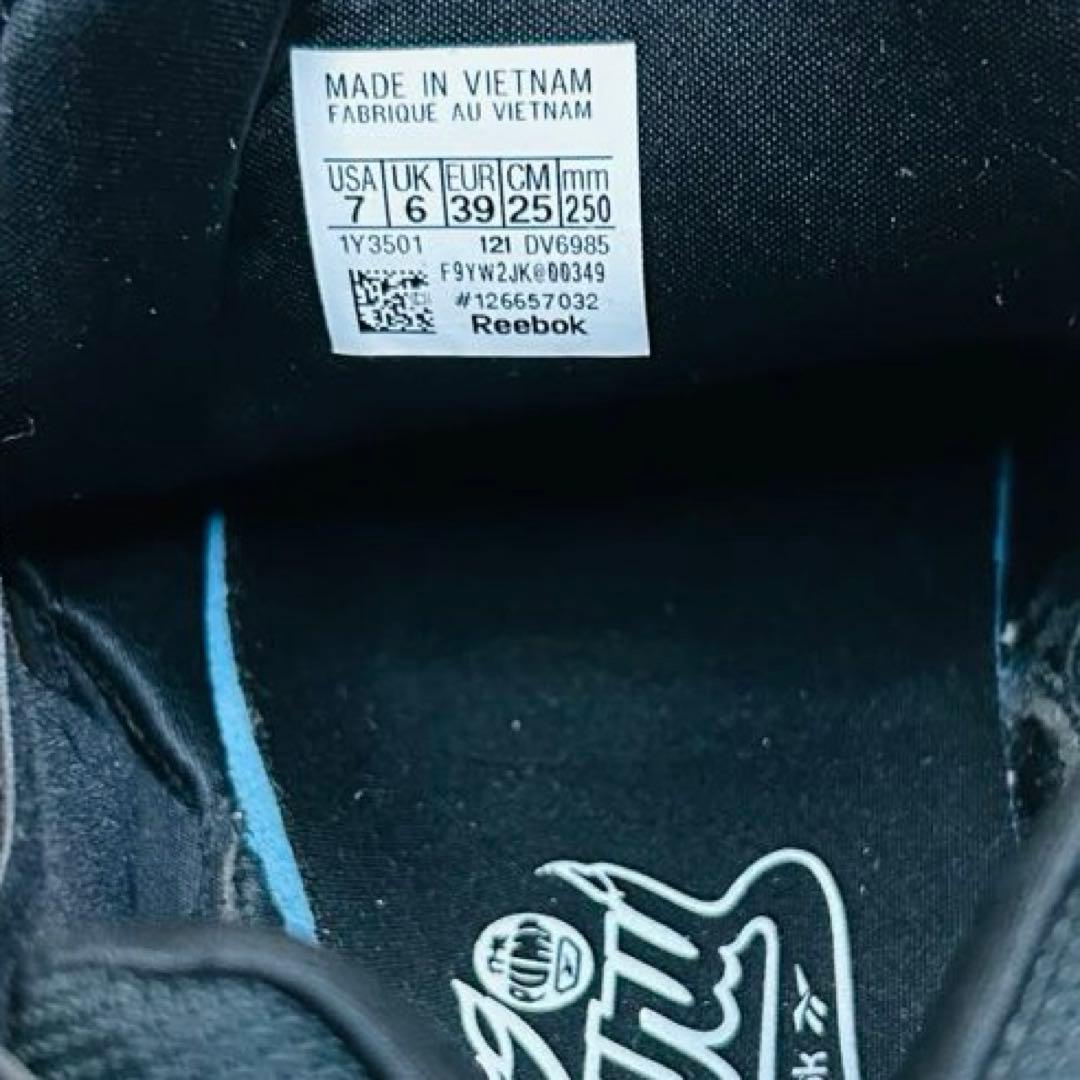 MADE IN VIETNAM
FABRIQUE AU VIETNAM
USA UK EUR CM mm
7 6 39 25 250
1Y3501 121 DV6985
F9YW2JK@00349
#126657032
Reebok
PUMP